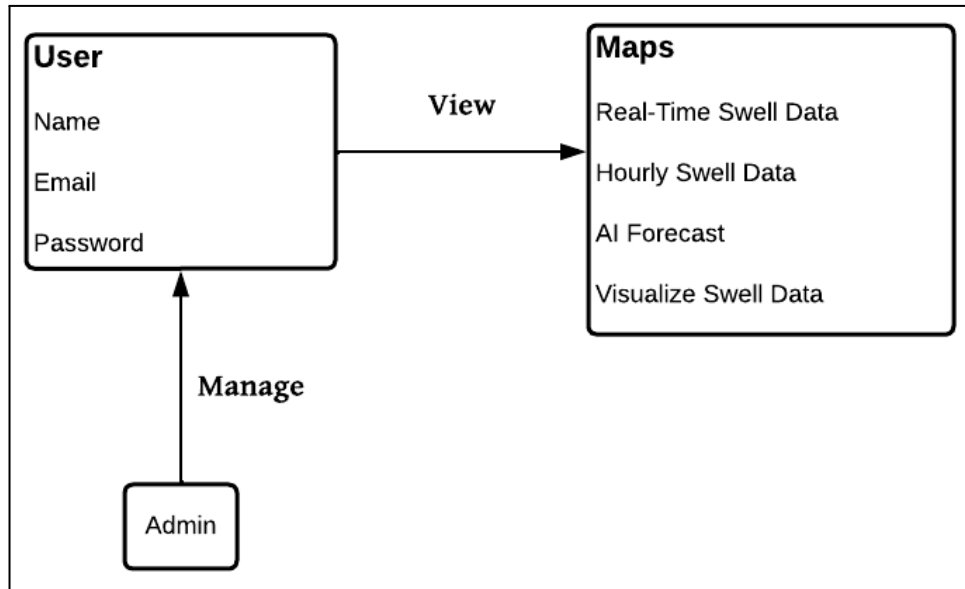 User
Name
Email
Password
View
Maps
Real-Time Swell Data
Hourly Swell Data
AI Forecast
Visualize Swell Data
Manage
Admin